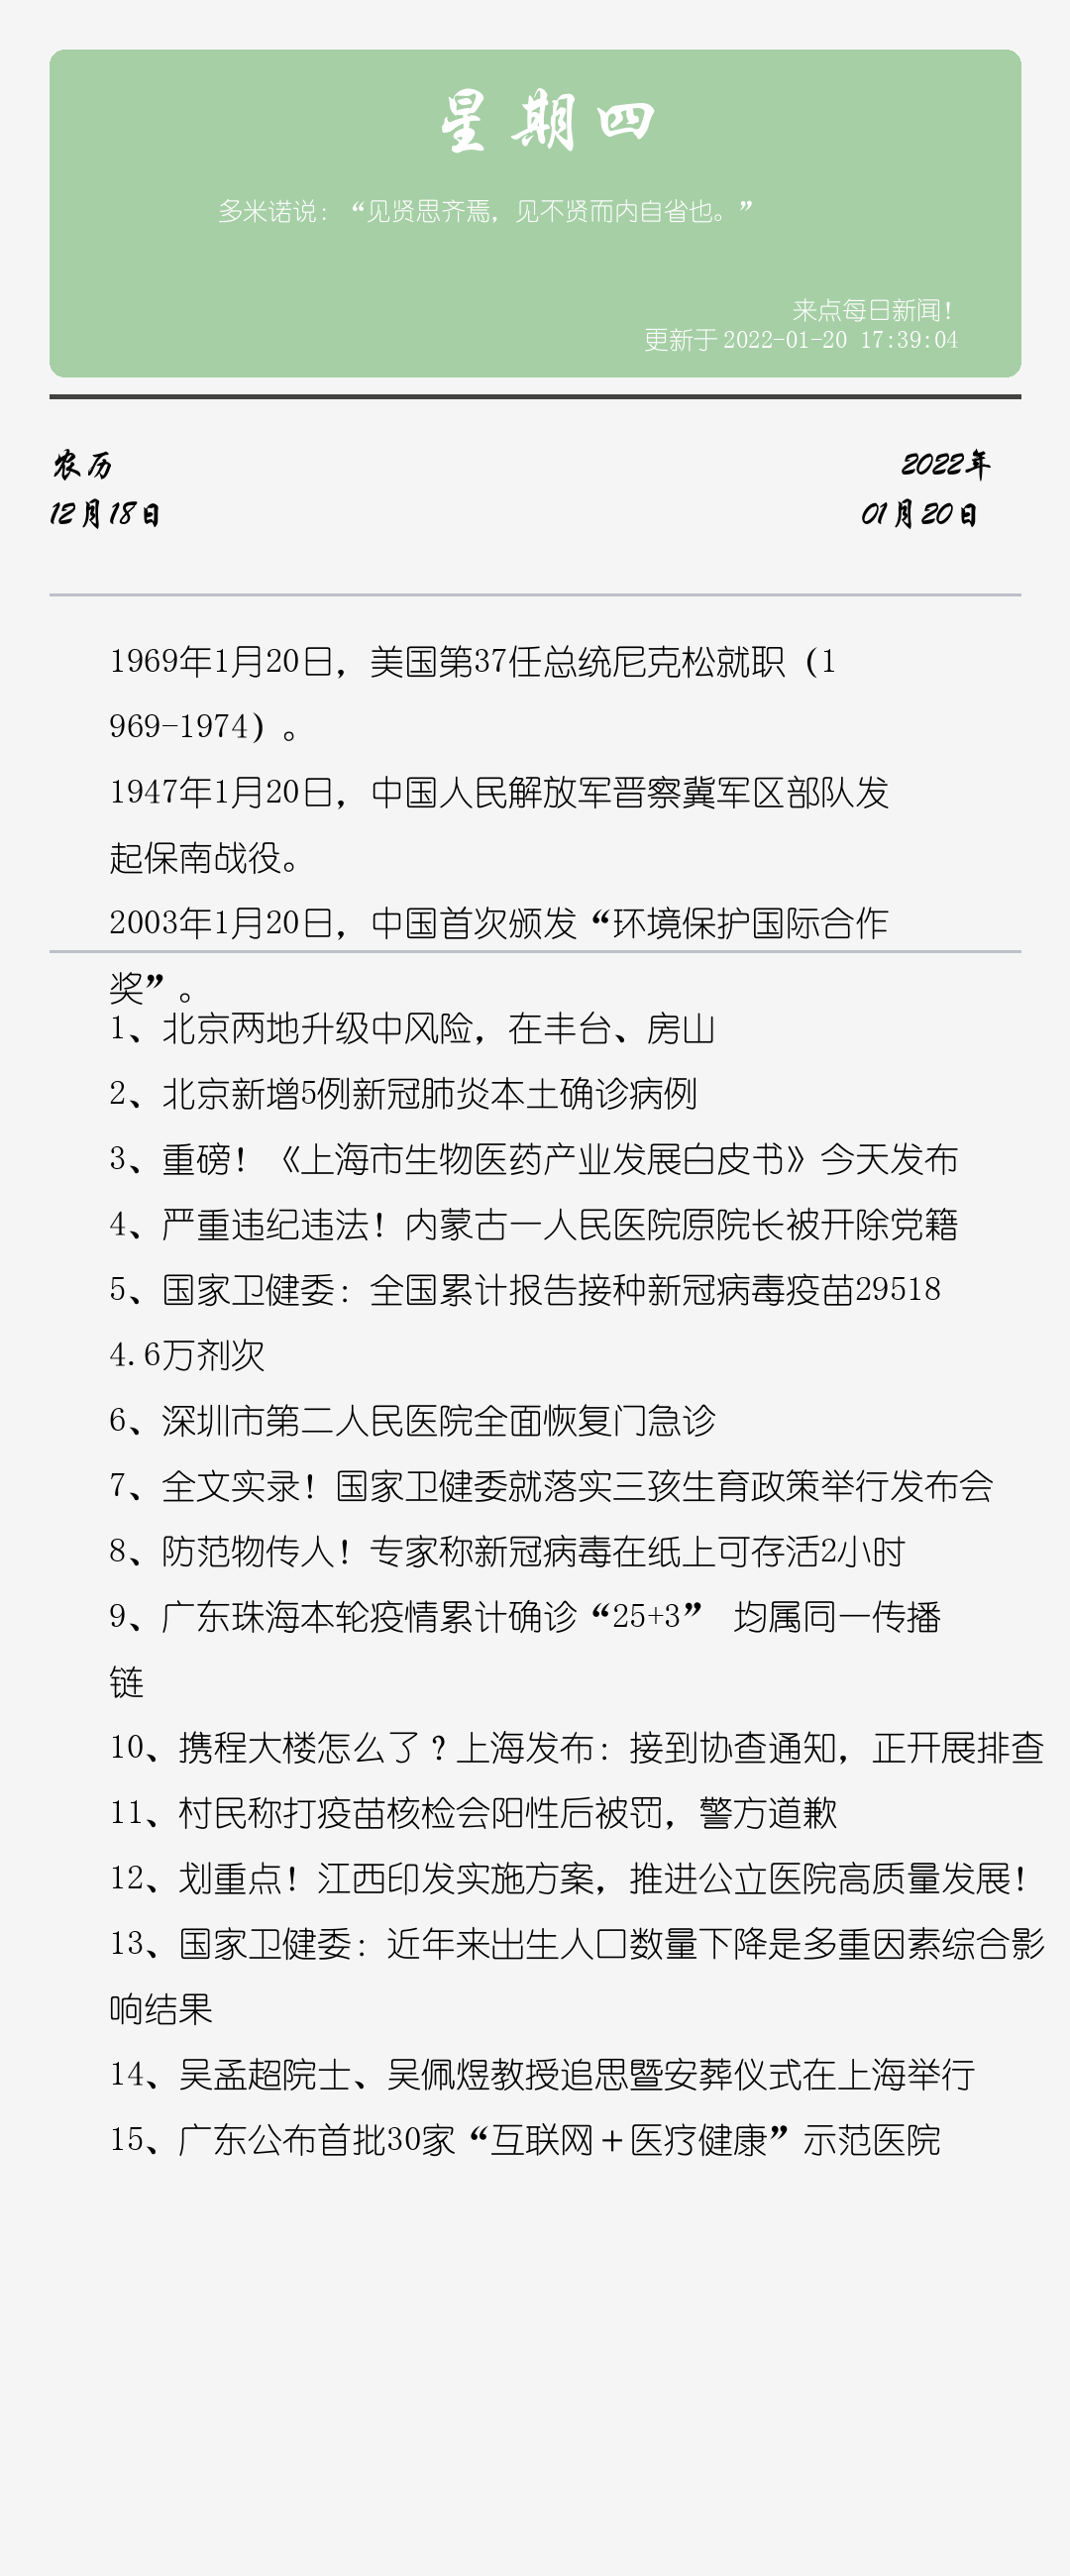 星期四
多米诺说：“见贤思齐焉，见不贤而内自省也。”
来点每日新闻！
更新于2022-01-20 17:39:04
农历
12月18日
2022年
01月20日
1969年1月20日，美国第37任总统尼克松就职（1
969-1974）。
1947年1月20日，中国人民解放军晋察冀军区部队发
起保南战役。
2003年1月20日，中国首次颁发“环境保护国际合作
奖”。
1、北京两地升级中风险，在丰台、房山
2、北京新增5例新冠肺炎本土确诊病例
3、重磅！《上海市生物医药产业发展白皮书》今天发布
4、严重违纪违法！内蒙古一人民医院原院长被开除党籍
5、国家卫健委：全国累计报告接种新冠病毒疫苗29518
4.6万剂次
6、深圳市第二人民医院全面恢复门急诊
7、全文实录！国家卫健委就落实三孩生育政策举行发布会
8、防范物传人！专家称新冠病毒在纸上可存活2小时
9、广东珠海本轮疫情累计确诊“25+3” 均属同一传播
链
10、携程大楼怎么了？上海发布：接到协查通知，正开展排查
11、村民称打疫苗核检会阳性后被罚，警方道歉
12、划重点！江西印发实施方案，推进公立医院高质量发展！
13、国家卫健委：近年来出生人口数量下降是多重因素综合影
响结果
14、吴孟超院士、吴佩煜教授追思暨安葬仪式在上海举行
15、广东公布首批30家“互联网＋医疗健康”示范医院